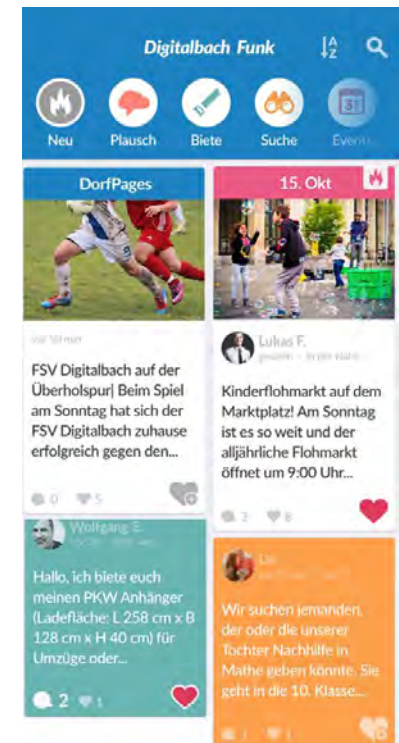 Digitalbach Funk
A
Z
Neu
Plausch
Biete
Suche
31
Events
DorfPages
FSV Digitalbach auf der
Überholspur| Beim Spiel
am Sonntag hat sich der
FSV Digitalbach zuhause
erfolgreich gegen den...
0
5
15. Okt
Lukas F.
Kinderflohmarkt auf dem
Marktplatz! Am Sonntag
ist es so weit und der
alljährliche Flohmarkt
öffnet um 9:00 Uhr...
8
Wolfgang E.
Hallo, ich biete euch
meinen PKW Anhänger
(Ladefläche: L 258 cm x B
128 cm x H 40 cm) für
Umzüge oder...
2
1
Wir suchen jemanden,
der oder die unserer
Tochter Nachhilfe in
Mathe geben könnte. Sie
geht in die 10. Klasse...